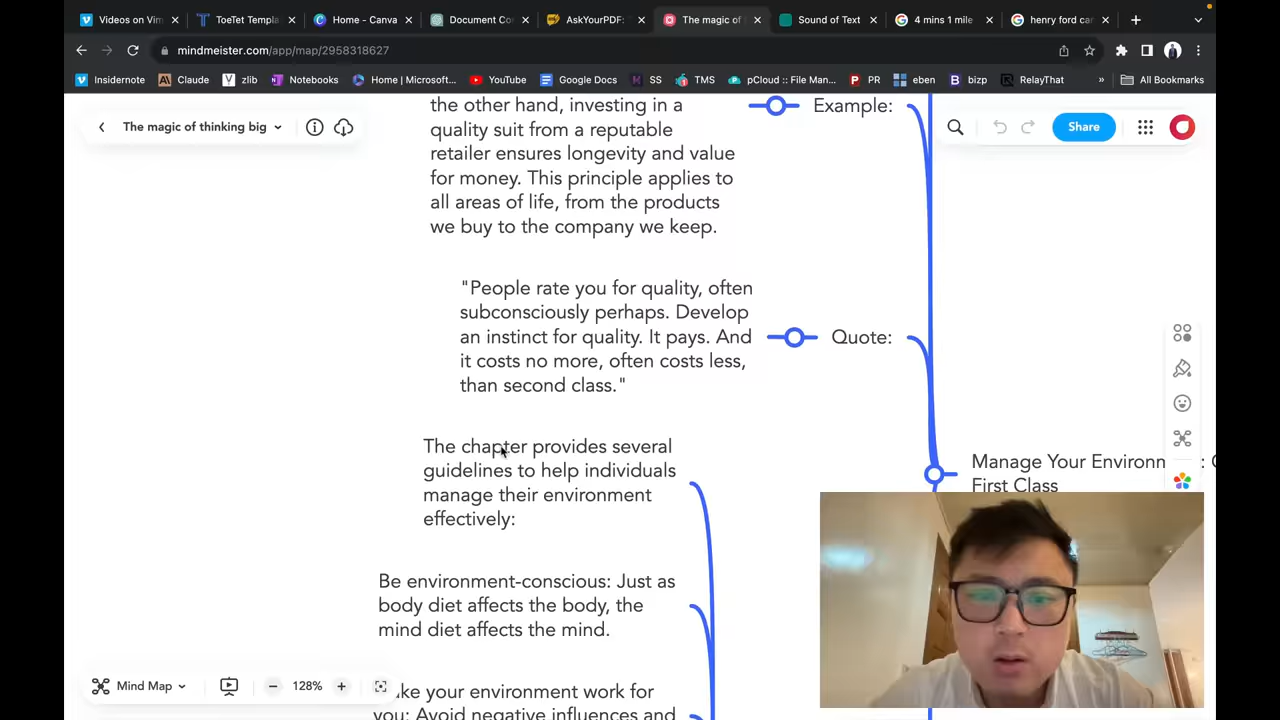 Videos on Vim
ToeTet Templa
Home - Canva
Document Co
AskYourPDF:
The magic of
Sound of Text
4 mins 1 mile
henry ford car
mindmeister.com/app/map/2958318627
Insidernote
Claude
zlib
Notebooks
Home | Microsoft...
YouTube
Google Docs
SS
TMS
pCloud :: File Man...
PR
eben
bizp
RelayThat
»
All Bookmarks
The magic of thinking big
Share
the other hand, investing in a
quality suit from a reputable
retailer ensures longevity and value
for money. This principle applies to
all areas of life, from the products
we buy to the company we keep.
Example:
"People rate you for quality, often
subconsciously perhaps. Develop
an instinct for quality. It pays. And
it costs no more, often costs less,
than second class."
Quote:
The chapter provides several
guidelines to help individuals
manage their environment
effectively:
Manage Your Environm : G
First Class
Be environment-conscious: Just as
body diet affects the body, the
mind diet affects the mind.
ke your environment work for
you: Avoid negative influences and
Mind Map
128%